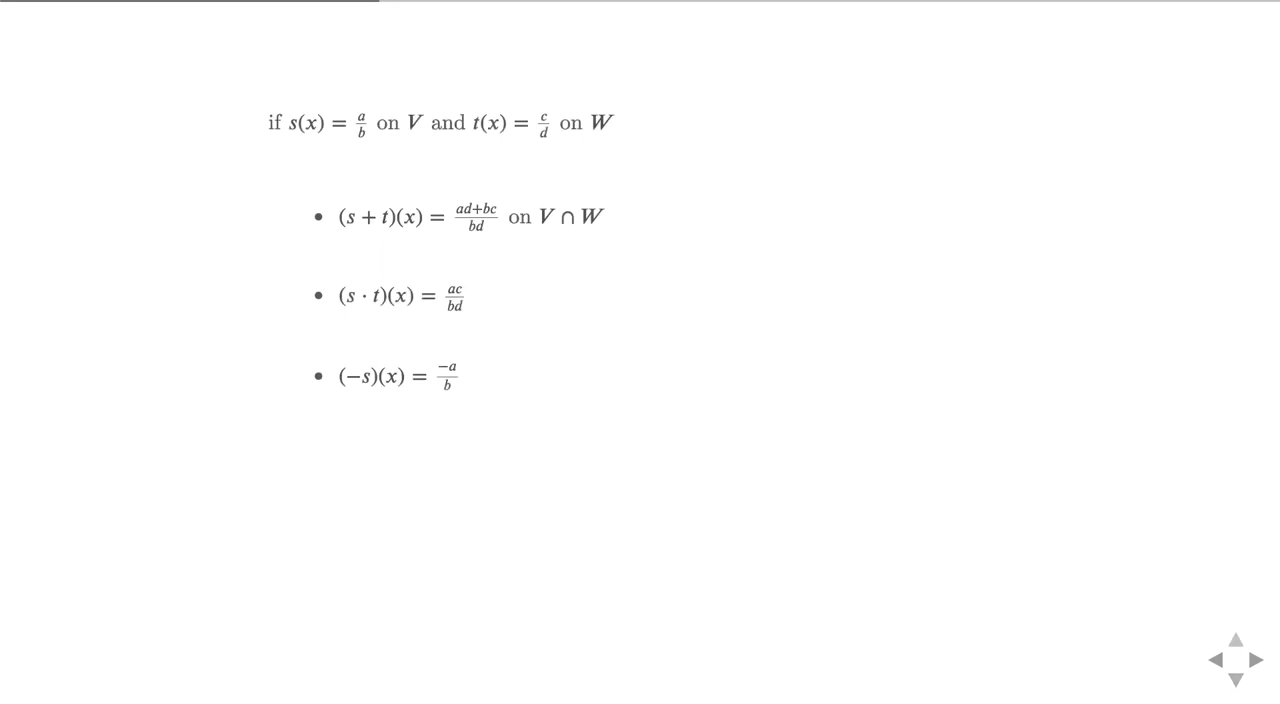 if s(x) = a/b on V and t(x) = c/d on W
• (s + t)(x) = ad+bc/bd on V ∩ W
• (s · t)(x) = ac/bd
• (−s)(x) = −a/b